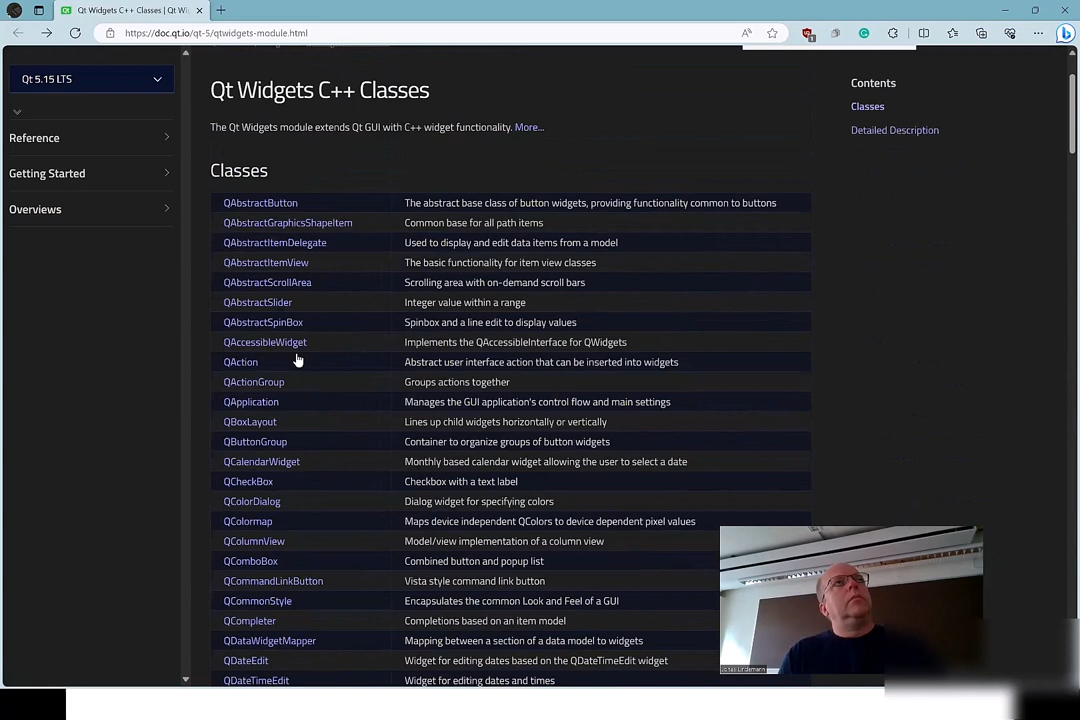 Qt Widgets C++ Classes | Qt Wi
https://doc.qt.io/qt-5/qtwidgets-module.html
Qt 5.15 LTS
Reference
Getting Started
Overviews
Qt Widgets C++ Classes
The Qt Widgets module extends Qt GUI with C++ widget functionality. More...
Classes
QAbstractButton The abstract base class of button widgets, providing functionality common to buttons
QAbstractGraphicsShapeItem Common base for all path items
QAbstractItemDelegate Used to display and edit data items from a model
QAbstractItemView The basic functionality for item view classes
QAbstractScrollArea Scrolling area with on-demand scroll bars
QAbstractSlider Integer value within a range
QAbstractSpinBox Spinbox and a line edit to display values
QAccessibleWidget Implements the QAccessibleInterface for QWidgets
QAction Abstract user interface action that can be inserted into widgets
QActionGroup Groups actions together
QApplication Manages the GUI application's control flow and main settings
QBoxLayout Lines up child widgets horizontally or vertically
QButtonGroup Container to organize groups of button widgets
QCalendarWidget Monthly based calendar widget allowing the user to select a date
QCheckBox Checkbox with a text label
QColorDialog Dialog widget for specifying colors
QColormap Maps device independent QColors to device dependent pixel values
QColumnView Model/view implementation of a column view
QComboBox Combined button and popup list
QCommandLinkButton Vista style command link button
QCommonStyle Encapsulates the common Look and Feel of a GUI
QCompleter Completions based on an item model
QDataWidgetMapper Mapping between a section of a data model to widgets
QDateEdit Widget for editing dates based on the QDateTimeEdit widget
QDateTimeEdit Widget for editing dates and times
Contents
Classes
Detailed Description
Jonas Lindemann